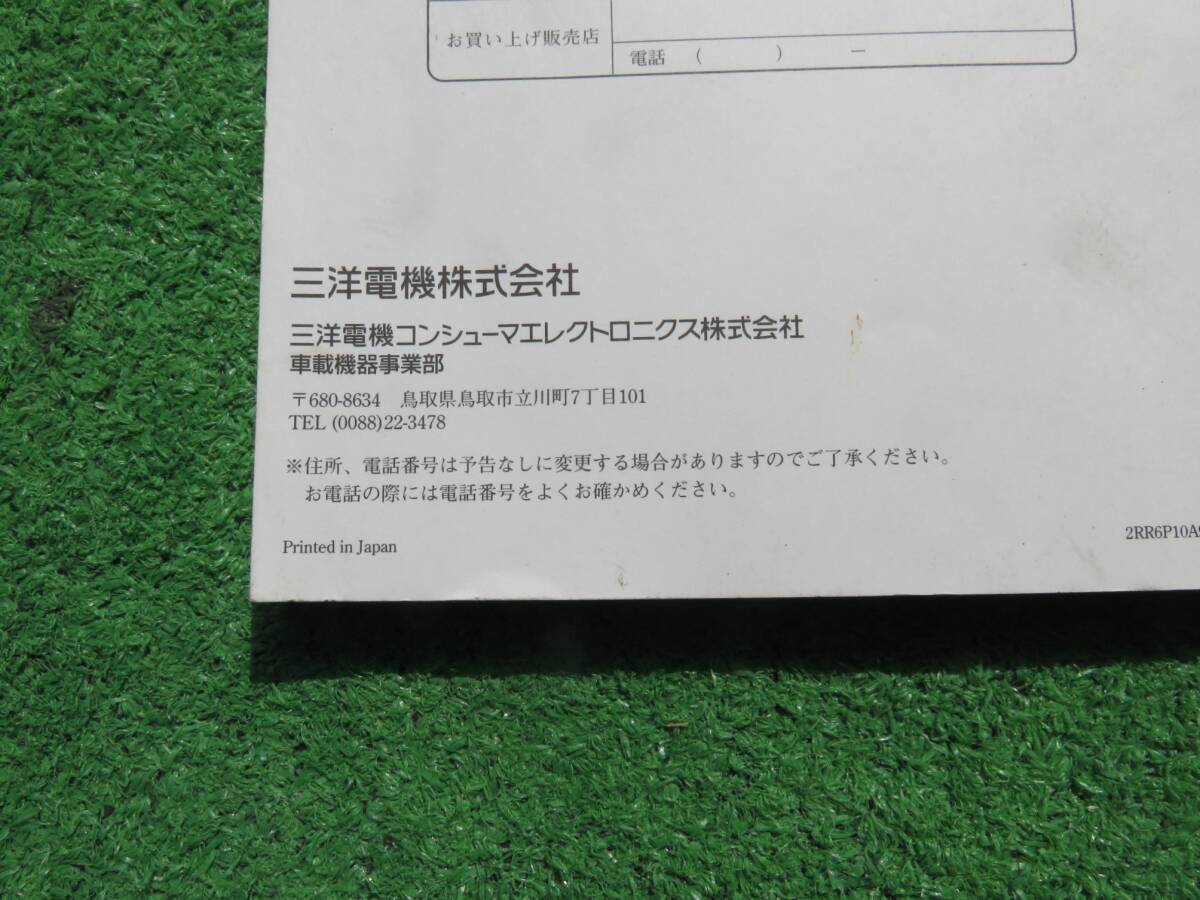 お買い上げ販売店
電話 ( ) ー
三洋電機株式会社
三洋電機コンシューマエレクトロニクス株式会社
車載機器事業部
〒680-8634 鳥取県鳥取市立川町7丁目101
TEL (0088)22-3478
※住所、電話番号は予告なしに変更する場合がありますのでご了承ください。
お電話の際には電話番号をよくお確かめください。
Printed in Japan